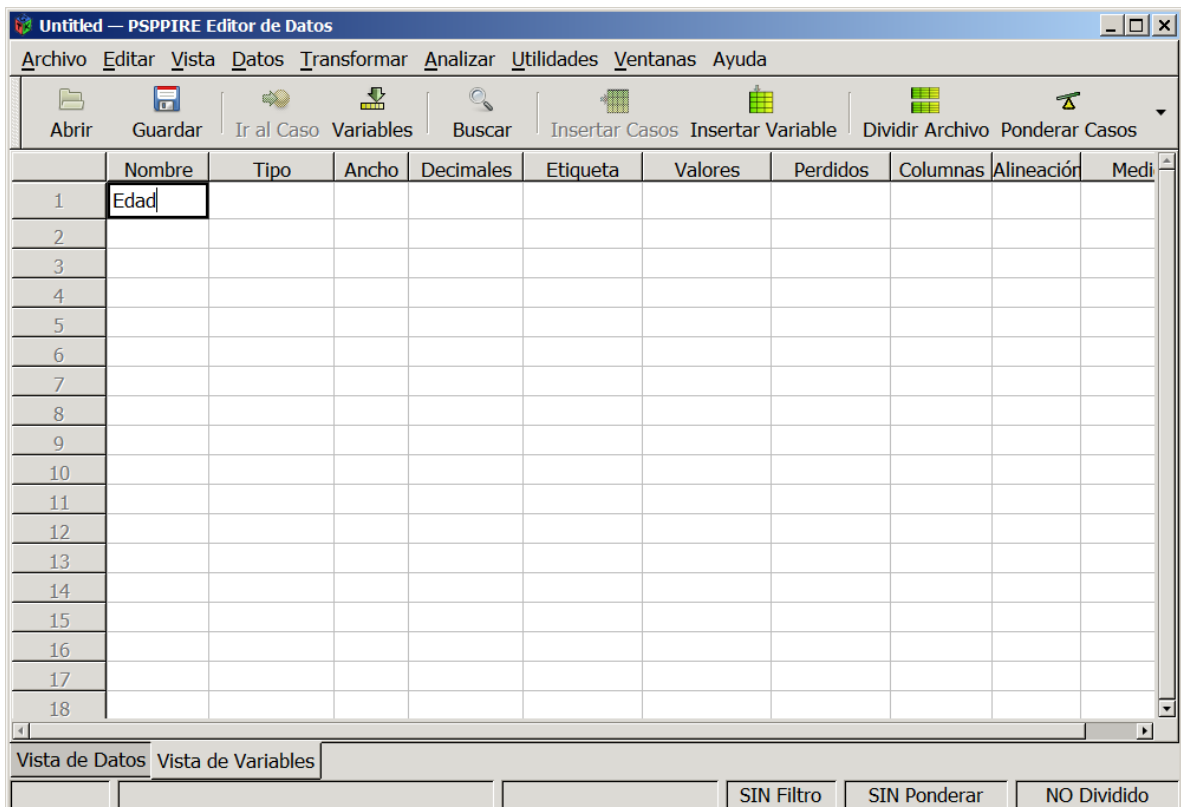 Untitled — PSPPIRE Editor de Datos
Archivo Editar Vista Datos Transformar Analizar Utilidades Ventanas Ayuda
Abrir Guardar Ir al Caso Variables Buscar Insertar Casos Insertar Variable Dividir Archivo Ponderar Casos
Nombre Tipo Ancho Decimales Etiqueta Valores Perdidos Columnas Alineación Medi
1 Edad
2
3
4
5
6
7
8
9
10
11
12
13
14
15
16
17
18
Vista de Datos Vista de Variables
SIN Filtro SIN Ponderar NO Dividido